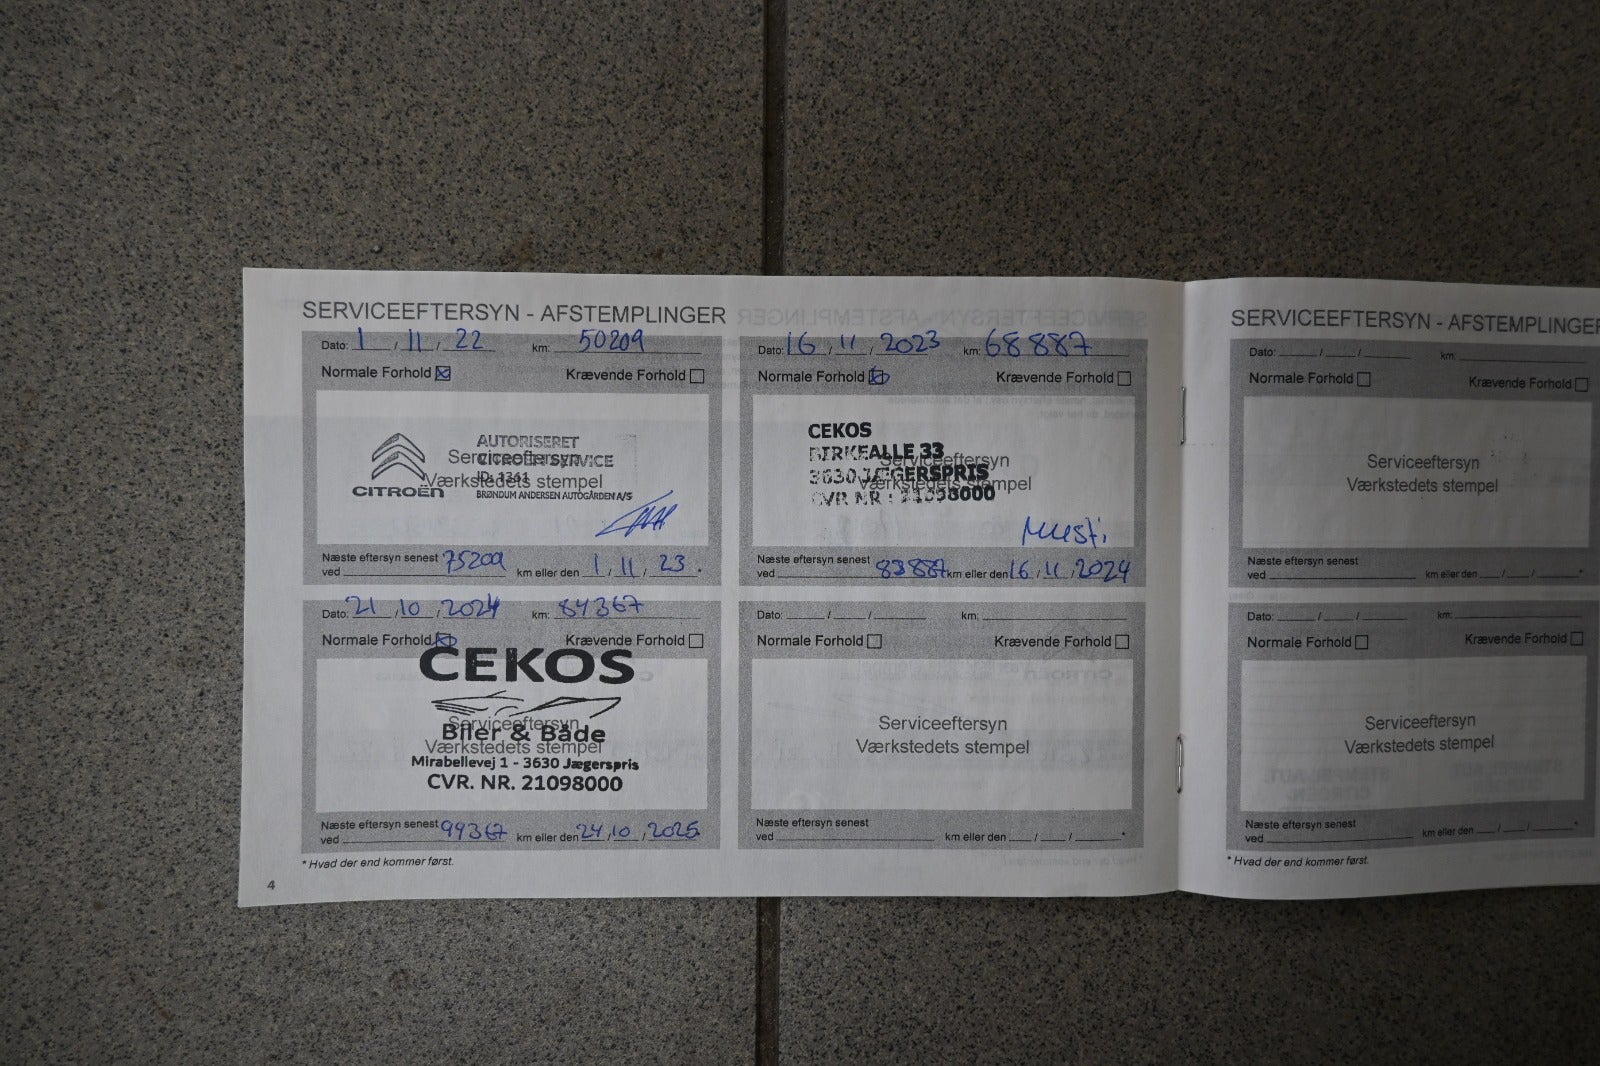 SERVICEEFTERSYN - AFSTEMPLINGER
Dato: 1 / 11 / 22 km: 50209
Normale Forhold Krævende Forhold
AUTORISERET
CITROËN SERVICE
Serviceeftersyn
ID: 1361
Værkstedets stempel
CITROËN
BRØNDUM ANDERSEN AUTOGÅRDEN A/S
Næste eftersyn senest
ved 75209 km eller den 1 / 11 / 23 *
Dato: 16 / 11 / 2023 km: 68887
Normale Forhold Krævende Forhold
CEKOS
BIRKEALLE 33
Serviceeftersyn
3630 JÆGERSPRIS
Værkstedets stempel
CVR NR : 21098000
Musti
Næste eftersyn senest
ved 83887 km eller den 16 / 11 / 2024
Dato: 21 / 10 / 2024 km: 84367
Normale Forhold Krævende Forhold
CEKOS
Serviceeftersyn
Biler & Både
Værkstedets stempel
Mirabellevej 1 - 3630 Jægerspris
CVR. NR. 21098000
Næste eftersyn senest
ved 99367 km eller den 24 / 10 / 2025
Dato: / / km:
Normale Forhold Krævende Forhold
Serviceeftersyn
Værkstedets stempel
Næste eftersyn senest
ved km eller den / / *
* Hvad der end kommer først.
4
SERVICEEFTERSYN - AFSTEMPLINGER
Dato: / / km:
Normale Forhold Krævende Forhold
Serviceeftersyn
Værkstedets stempel
Næste eftersyn senest
ved km eller den / / *
Dato: / / km:
Normale Forhold Krævende Forhold
Serviceeftersyn
Værkstedets stempel
Næste eftersyn senest
ved km eller den / / *
* Hvad der end kommer først.